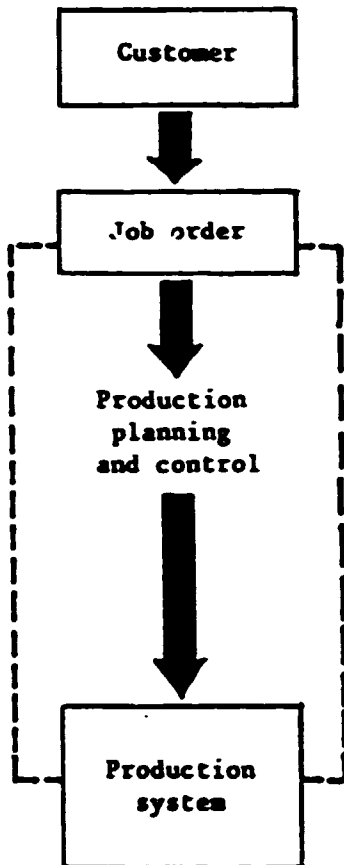 Customer
Job order
Production
planning
and control
Production
system